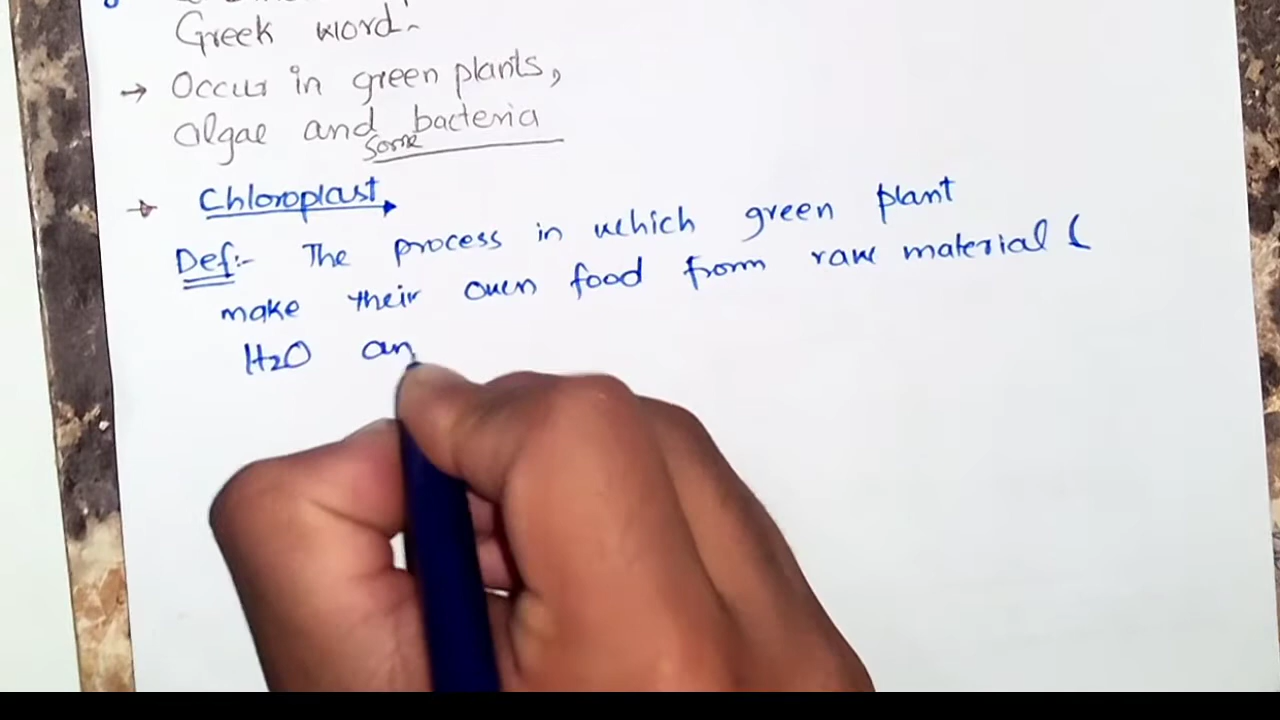 Greek word.
→ Occur in green plants,
algae and some bacteria
→ Chloroplast
Def:- The process in which green plant
make their own food from raw material (
H₂O an